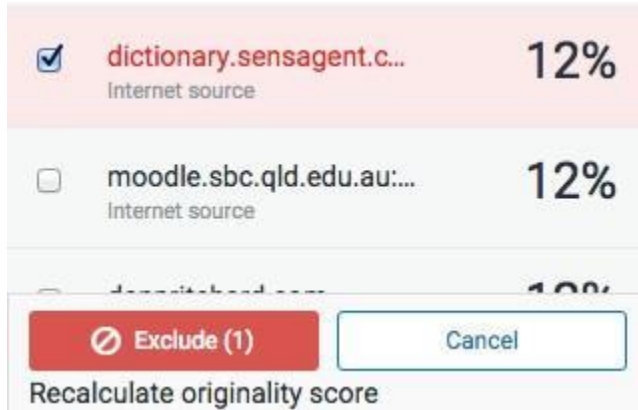 dictionary.sensagent.c... 12%
Internet source
moodle.sbc.qld.edu.au:... 12%
Internet source
Exclude (1) Cancel
Recalculate originality score